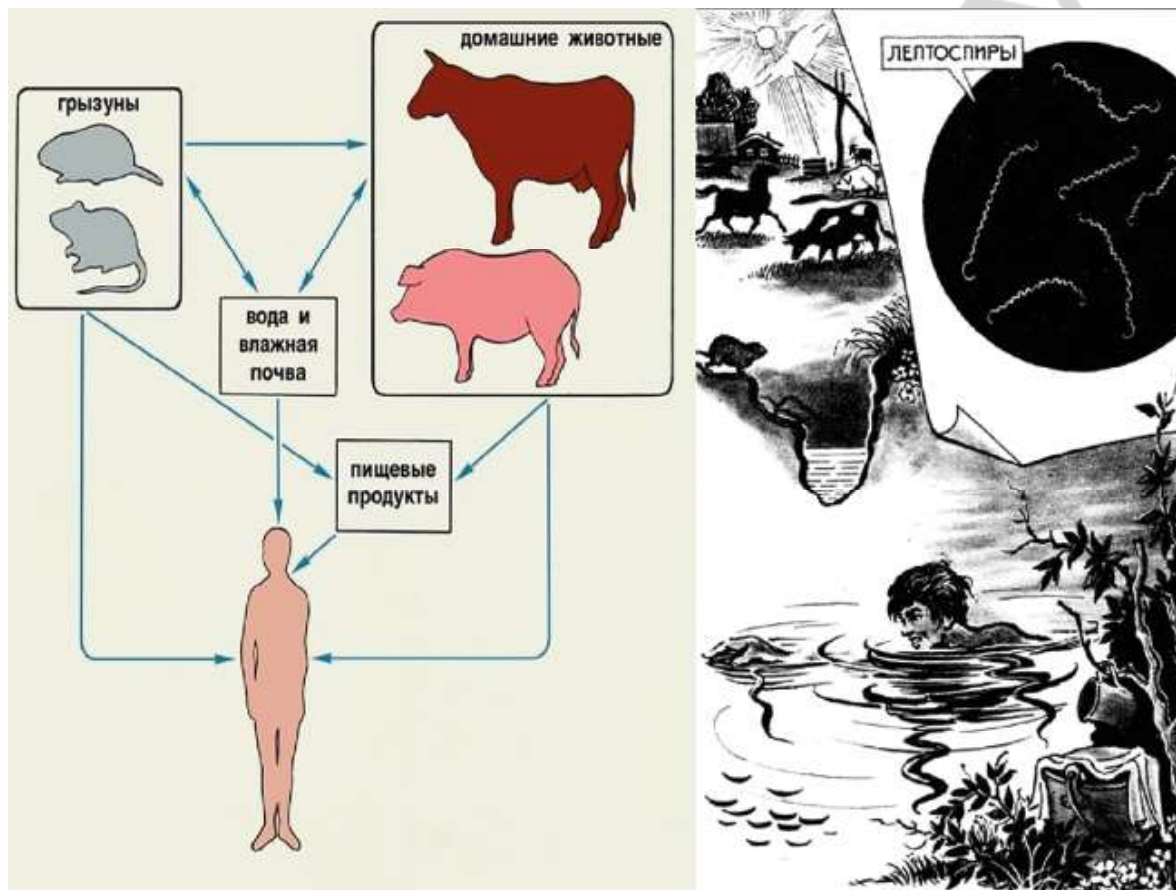 грызуны
домашние животные
вода и
влажная
почва
пищевые
продукты
ЛЕПТОСПИРЫ